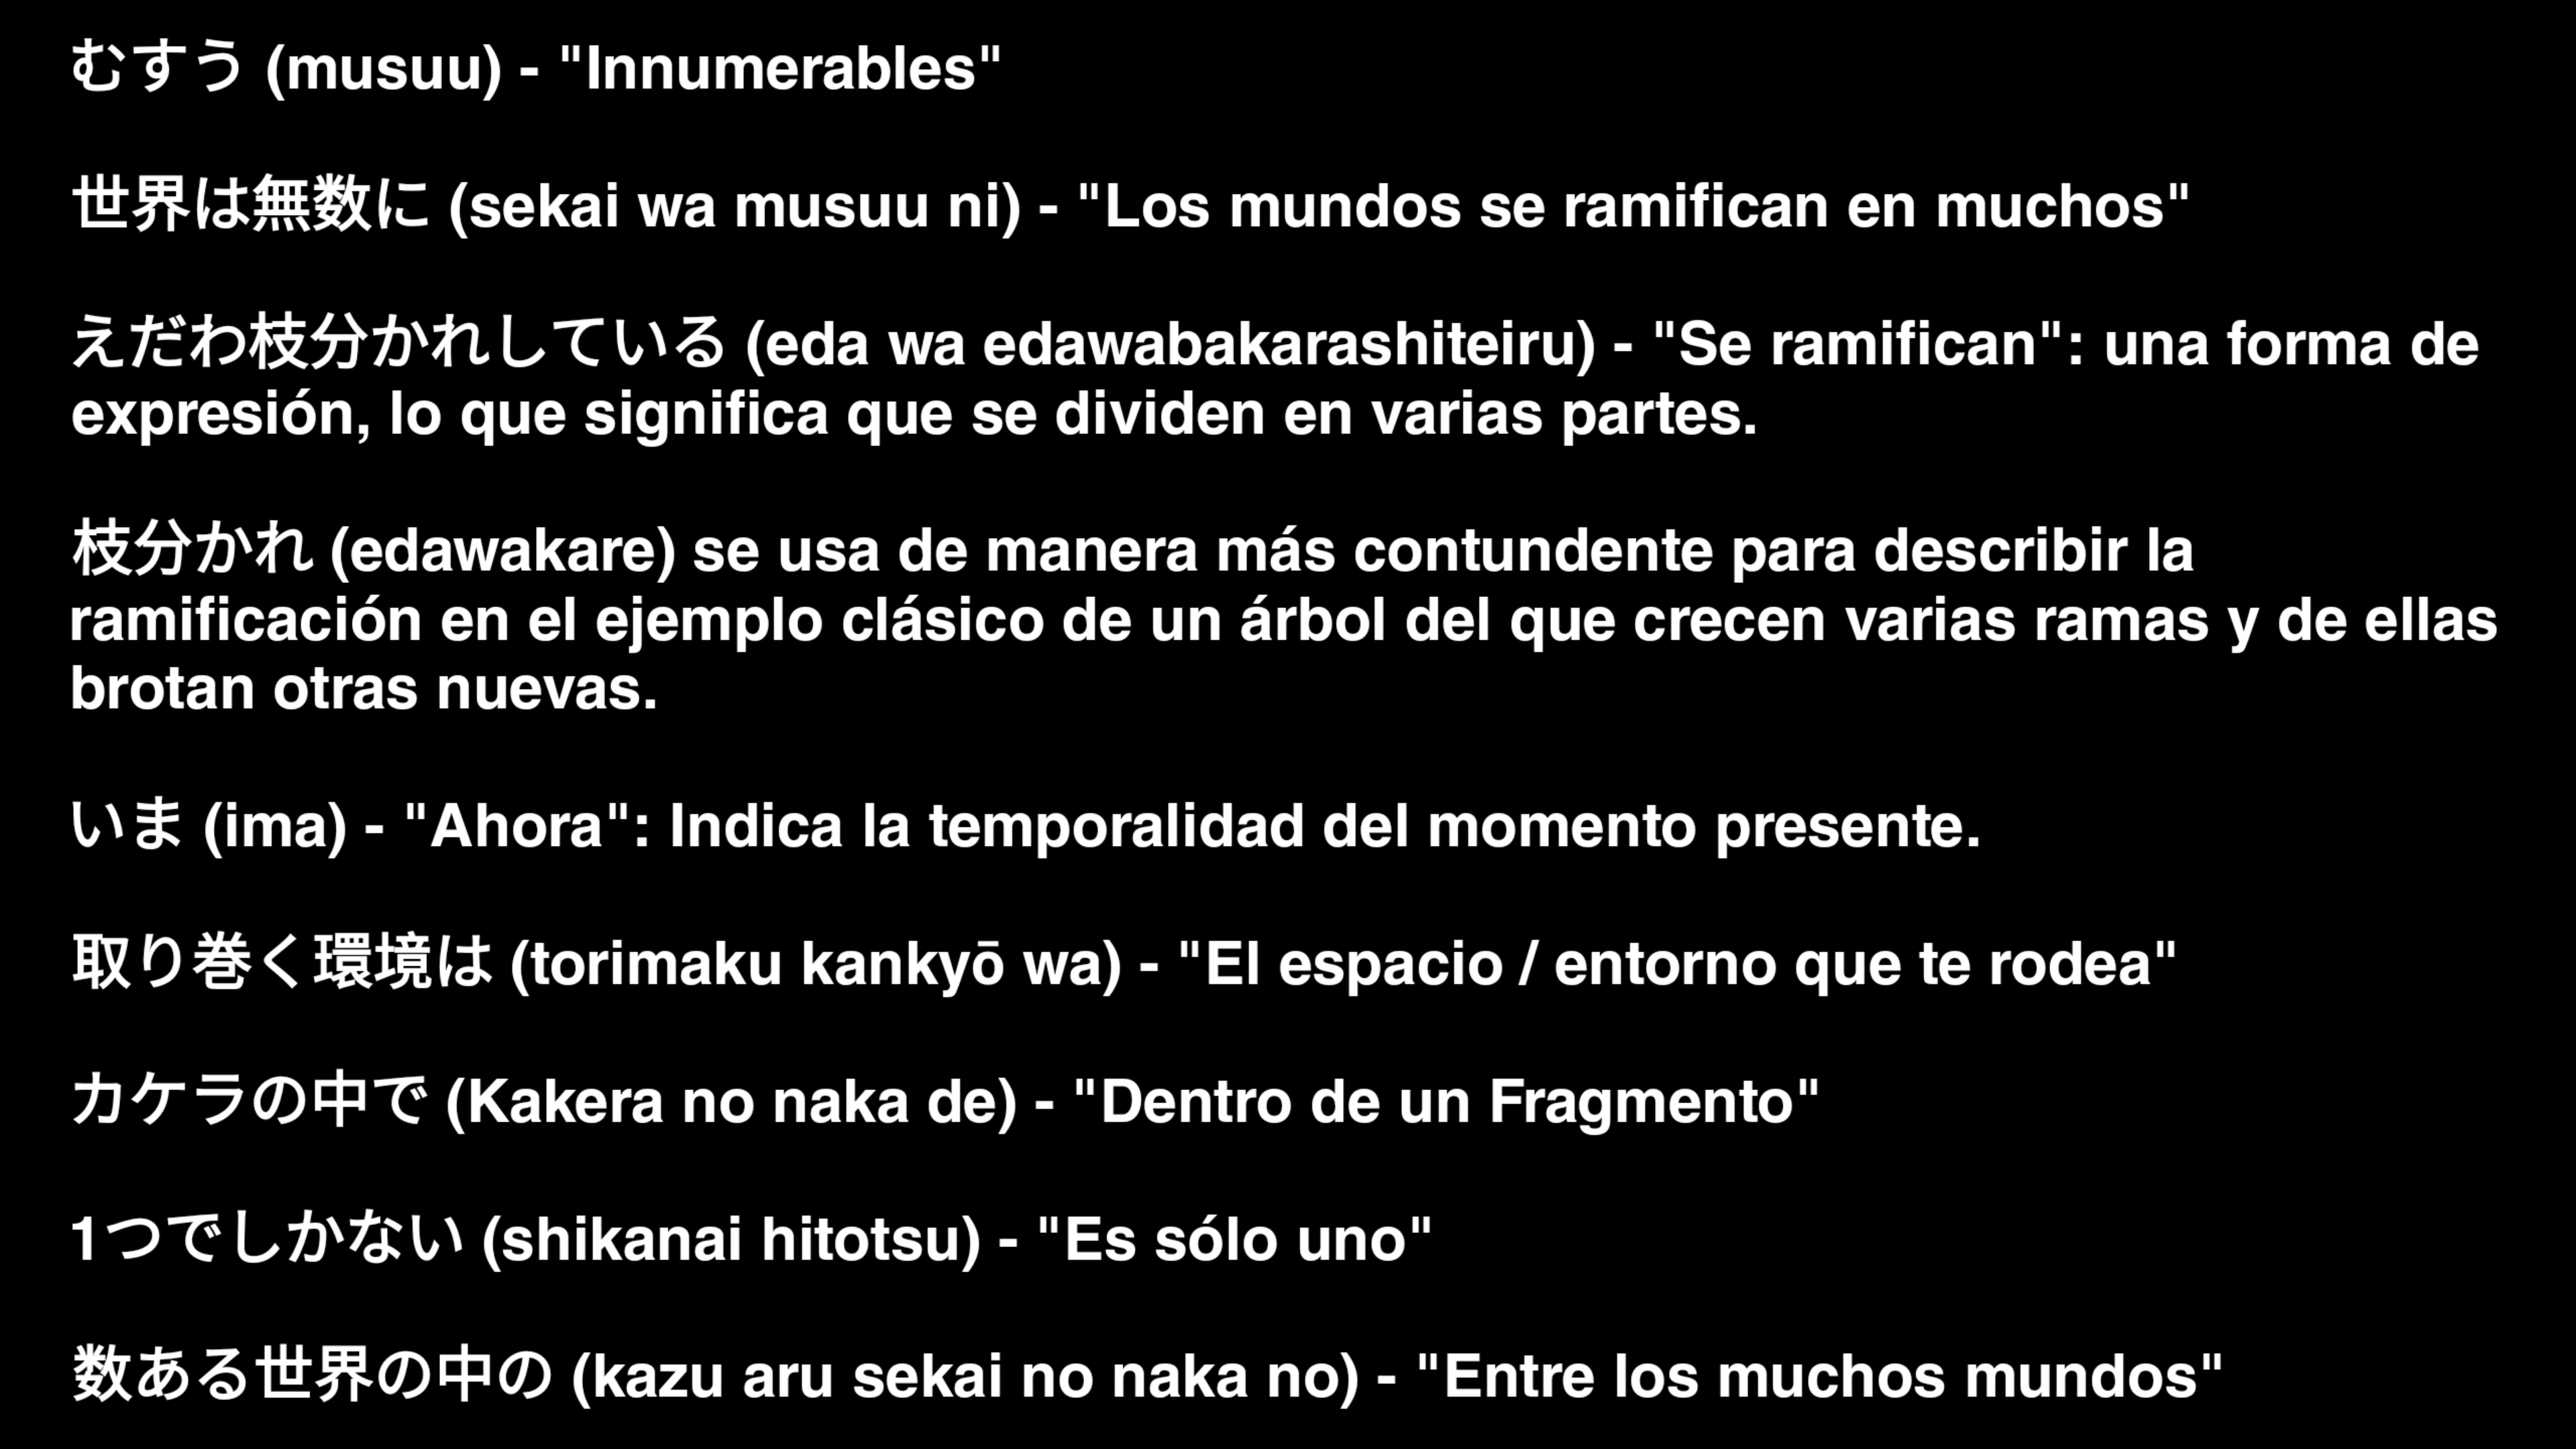 むすう (musuu) - "Innumerables"
世界は無数に (sekai wa musuu ni) - "Los mundos se ramifican en muchos"
えだわ枝分かれしている (eda wa edawabakarashiteiru) - "Se ramifican": una forma de
expresión, lo que significa que se dividen en varias partes.
枝分かれ (edawakare) se usa de manera más contundente para describir la
ramificación en el ejemplo clásico de un árbol del que crecen varias ramas y de ellas
brotan otras nuevas.
いま (ima) - "Ahora": Indica la temporalidad del momento presente.
取り巻く環境は (torimaku kankyō wa) - "El espacio / entorno que te rodea"
カケラの中で (Kakera no naka de) - "Dentro de un Fragmento"
1つでしかない (shikanai hitotsu) - "Es sólo uno"
数ある世界の中の (kazu aru sekai no naka no) - "Entre los muchos mundos"